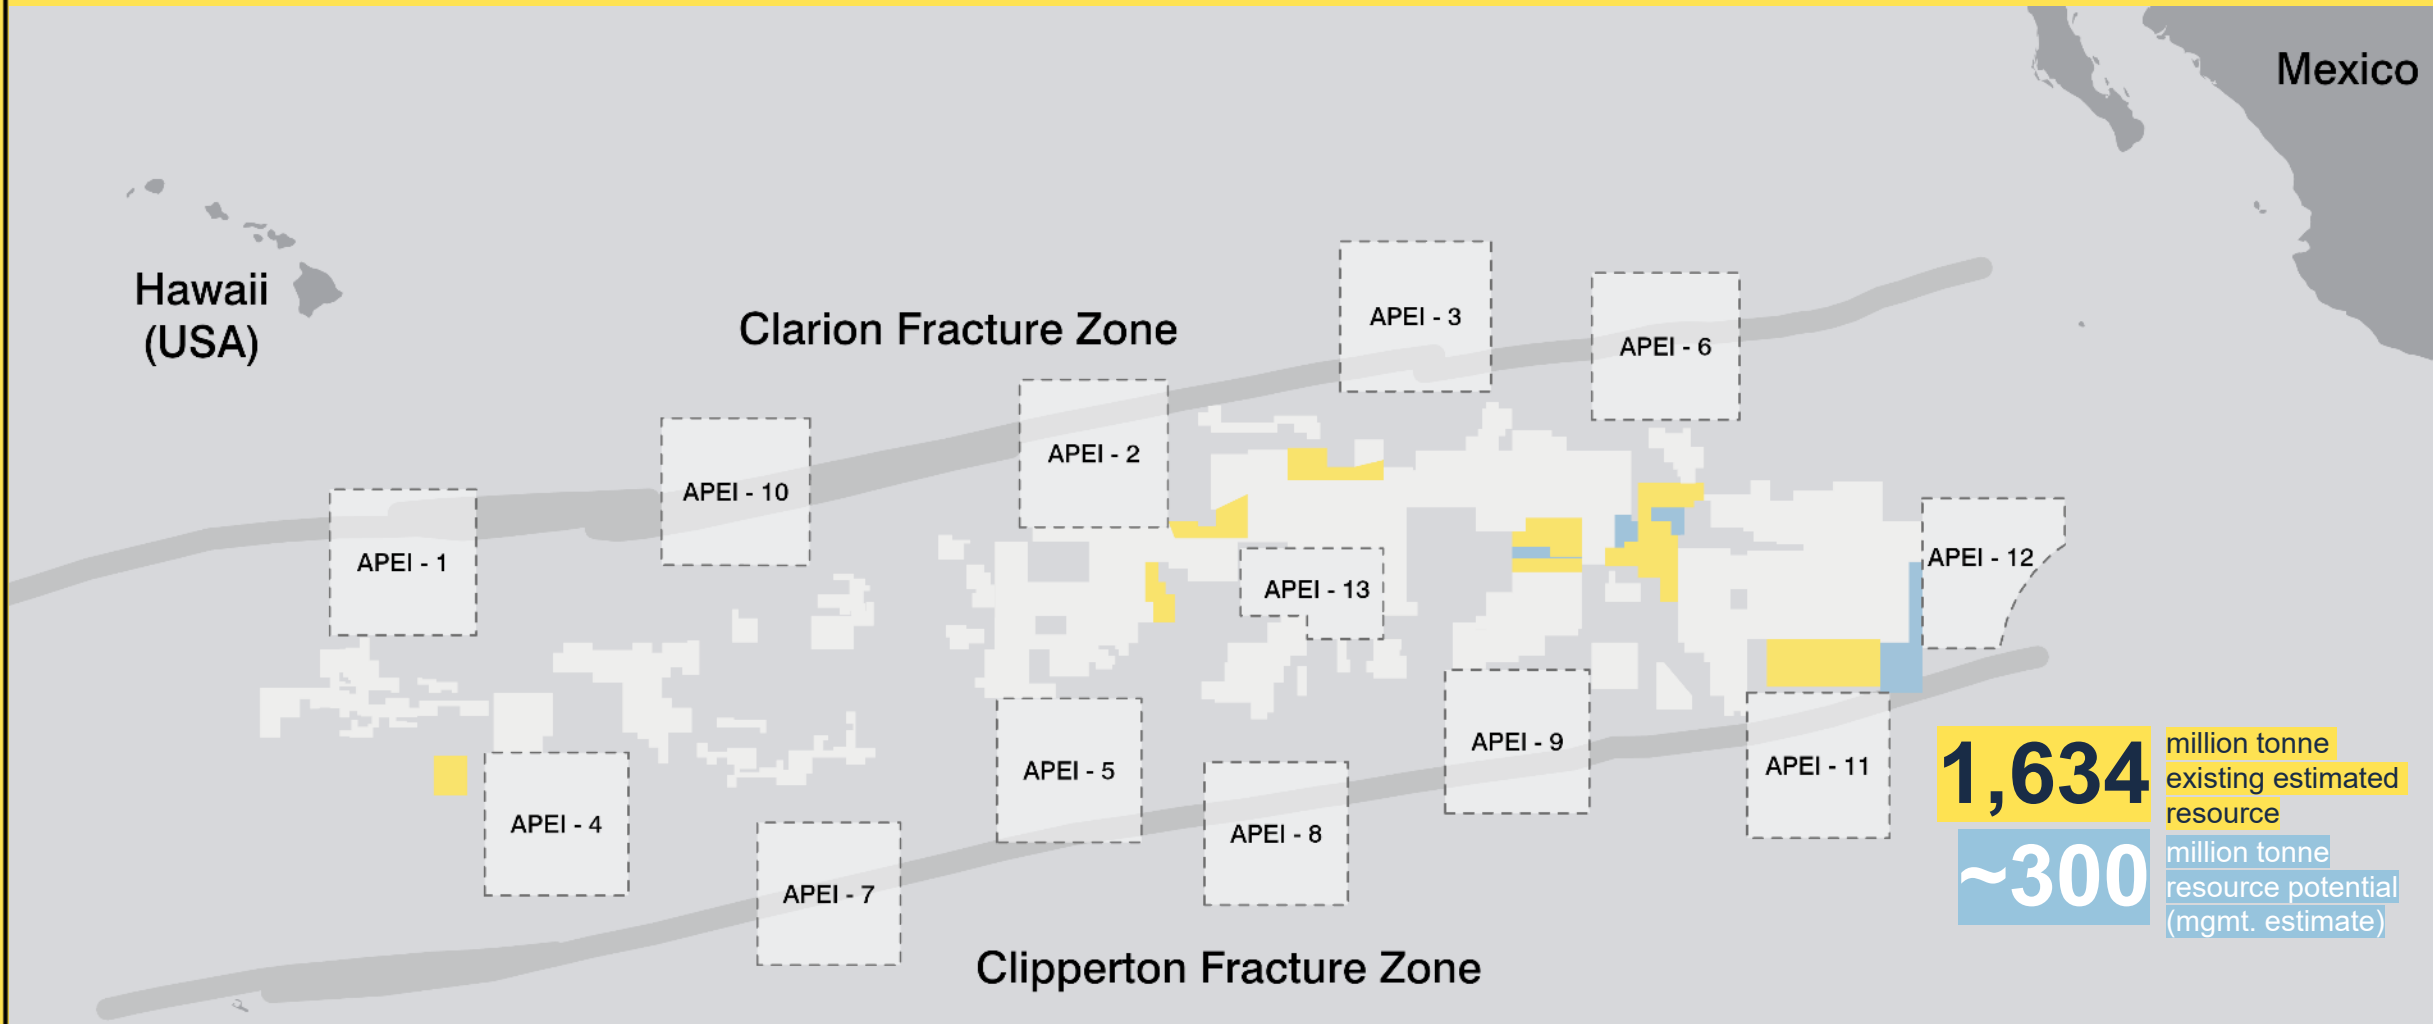 Mexico
Hawaii
(USA)
Clarion Fracture Zone
APEI - 3
APEI - 6
APEI - 2
APEI - 10
APEI - 1
APEI - 12
APEI - 13
APEI - 9
APEI - 11
APEI - 5
APEI - 4
APEI - 8
APEI - 7
Clipperton Fracture Zone
1,634
million tonne
existing estimated
resource
~300
million tonne
resource potential
(mgmt. estimate)